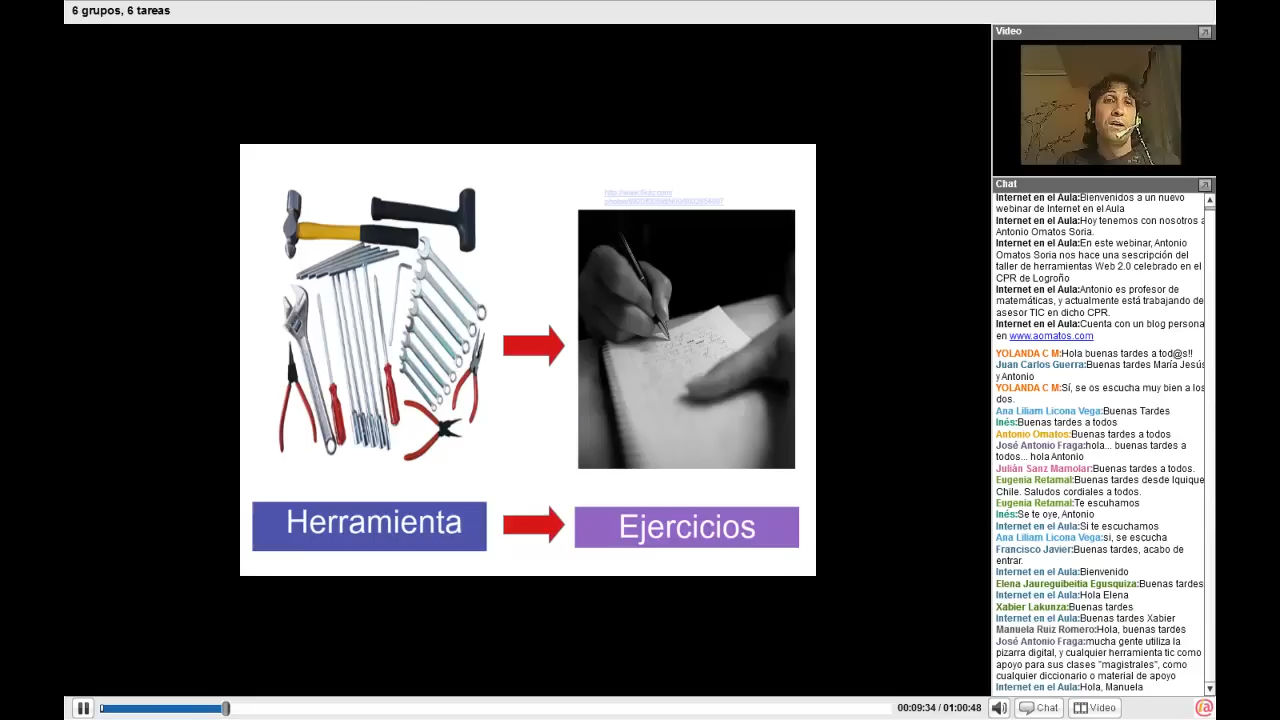 6 grupos, 6 tareas
http://www.flickr.com/
Herramienta
Ejercicios
Video
Chat
Internet en el Aula:Bienvenidos a un nuevo
webinar de Internet en el Aula
Internet en el Aula:Hoy tenemos con nosotros a
Antonio Omatos Soria.
Internet en el Aula:En este webinar, Antonio
Omatos Soria nos hace una sescripción del
taller de herramientas Web 2.0 celebrado en el
CPR de Logroño
Internet en el Aula:Antonio es profesor de
matemáticas, y actualmente está trabajando de
asesor TIC en dicho CPR.
Internet en el Aula:Cuenta con un blog persona
en www.aomatos.com
YOLANDA C M:Hola buenas tardes a tod@s!!
Juan Carlos Guerra:Buenas tardes María Jesús
y Antonio
YOLANDA C M:Sí, se os escucha muy bien a los
dos.
Ana Liliam Licona Vega:Buenas Tardes
Inés:Buenas tardes a todos
Antonio Omatos:Buenas tardes a todos
José Antonio Fraga:hola... buenas tardes a
todos... hola Antonio
Julián Sanz Mamolar:Buenas tardes a todos.
Eugenia Retamal:Buenas tardes desde Iquique
Chile. Saludos cordiales a todos.
Eugenia Retamal:Te escuhamos
Inés:Se te oye, Antonio
Internet en el Aula:Si te escuchamos
Ana Liliam Licona Vega:si, se escucha
Francisco Javier:Buenas tardes, acabo de
entrar.
Internet en el Aula:Bienvenido
Elena Jaureguibeitia Egusquiza:Buenas tardes
Internet en el Aula:Hola Elena
Xabier Lakunza:Buenas tardes
Internet en el Aula:Buenas tardes Xabier
Manuela Ruiz Romero:Hola, buenas tardes
José Antonio Fraga:mucha gente utiliza la
pizarra digital, y cualquier herramienta tic como
apoyo para sus clases "magistrales", como
cualquier diccionario o material de apoyo
Internet en el Aula:Hola, Manuela
00:09:34 / 01:00:48
Chat
Video